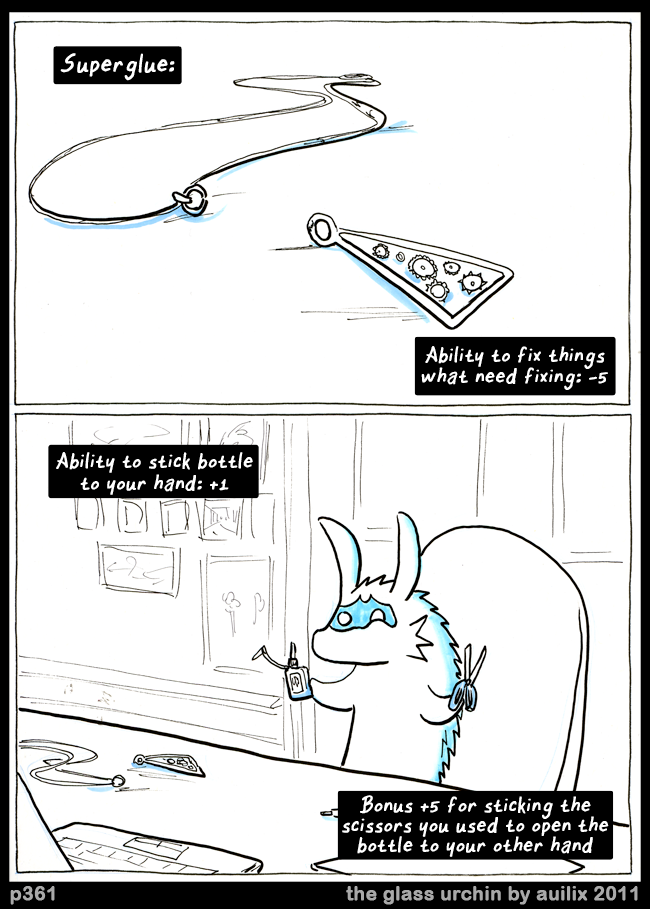 Superglue:
Ability to fix things
what need fixing: -5
Ability to stick bottle
to your hand: +1
Bonus +5 for sticking the
scissors you used to open the
bottle to your other hand
p361
the glass urchin by auilix 2011